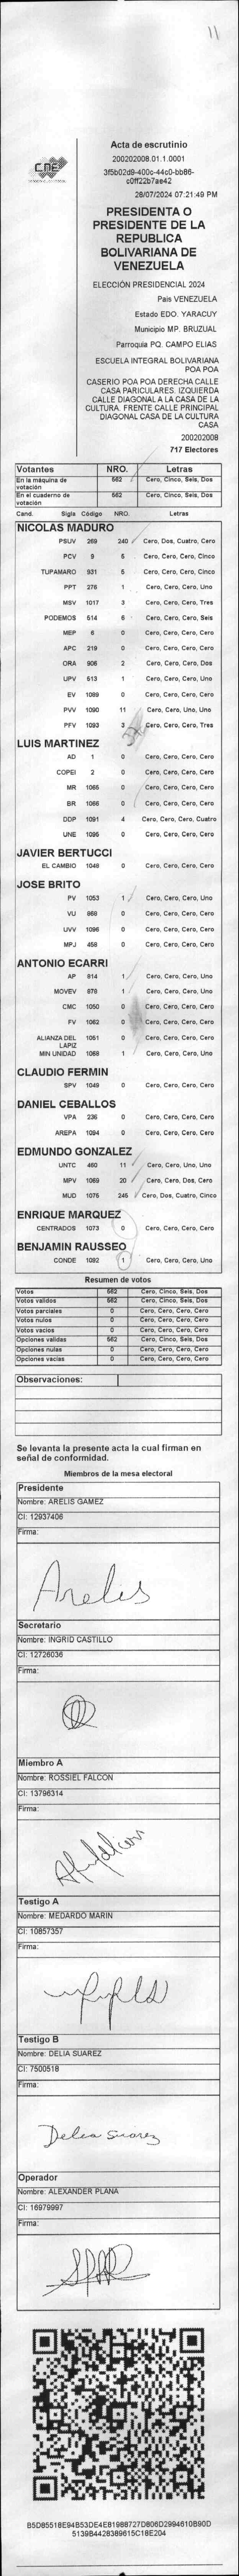 11
CNE
Acta de escrutinio
200202008.01.1.0001
3f5b02d9-400c-44c0-bb86-
c0ff22b7ae42
28/07/2024 07:21:49 PM
PRESIDENTA O
PRESIDENTE DE LA
REPUBLICA
BOLIVARIANA DE
VENEZUELA
ELECCIÓN PRESIDENCIAL 2024
Pais VENEZUELA
Estado EDO. YARACUY
Municipio MP. BRUZUAL
Parroquia PQ. CAMPO ELIAS
ESCUELA INTEGRAL BOLIVARIANA
POA POA
CASERIO POA POA DERECHA CALLE
CASA PARICULARES. IZQUIERDA
CALLE DIAGONAL A LA CASA DE LA
CULTURA. FRENTE CALLE PRINCIPAL
DIAGONAL CASA DE LA CULTURA
CASA
200202008
717 Electores
Votantes NRO. Letras
En la máquina de votación 562 Cero, Cinco, Seis, Dos
En el cuaderno de votación 562 Cero, Cinco, Seis, Dos
Cand. Sigla Código NRO. Letras
NICOLAS MADURO
PSUV 269 240 Cero, Dos, Cuatro, Cero
PCV 9 5 Cero, Cero, Cero, Cinco
TUPAMARO 931 5 Cero, Cero, Cero, Cinco
PPT 276 1 Cero, Cero, Cero, Uno
MSV 1017 3 Cero, Cero, Cero, Tres
PODEMOS 514 6 Cero, Cero, Cero, Seis
MEP 6 0 Cero, Cero, Cero, Cero
APC 219 0 Cero, Cero, Cero, Cero
ORA 906 2 Cero, Cero, Cero, Dos
UPV 513 1 Cero, Cero, Cero, Uno
EV 1089 0 Cero, Cero, Cero, Cero
PVV 1090 11 Cero, Cero, Uno, Uno
PFV 1093 3 Cero, Cero, Cero, Tres
LUIS MARTINEZ
AD 1 0 Cero, Cero, Cero, Cero
COPEI 2 0 Cero, Cero, Cero, Cero
MR 1065 0 Cero, Cero, Cero, Cero
BR 1066 0 Cero, Cero, Cero, Cero
DDP 1091 4 Cero, Cero, Cero, Cuatro
UNE 1095 0 Cero, Cero, Cero, Cero
JAVIER BERTUCCI
EL CAMBIO 1048 0 Cero, Cero, Cero, Cero
JOSE BRITO
PV 1053 1 Cero, Cero, Cero, Uno
VU 868 0 Cero, Cero, Cero, Cero
UVV 1096 0 Cero, Cero, Cero, Cero
MPJ 458 0 Cero, Cero, Cero, Cero
ANTONIO ECARRI
AP 814 1 Cero, Cero, Cero, Uno
MOVEV 879 1 Cero, Cero, Cero, Uno
CMC 1050 0 Cero, Cero, Cero, Cero
FV 1062 0 Cero, Cero, Cero, Cero
ALIANZA DEL LAPIZ 1051 0 Cero, Cero, Cero, Cero
MIN UNIDAD 1068 1 Cero, Cero, Cero, Uno
CLAUDIO FERMIN
SPV 1049 0 Cero, Cero, Cero, Cero
DANIEL CEBALLOS
VPA 236 0 Cero, Cero, Cero, Cero
AREPA 1094 0 Cero, Cero, Cero, Cero
EDMUNDO GONZALEZ
UNTC 460 11 Cero, Cero, Uno, Uno
MPV 1069 20 Cero, Cero, Dos, Cero
MUD 1075 245 Cero, Dos, Cuatro, Cinco
ENRIQUE MARQUEZ
CENTRADOS 1073 0 Cero, Cero, Cero, Cero
BENJAMIN RAUSSEO
CONDE 1092 1 Cero, Cero, Cero, Uno
Resumen de votos
Votos 562 Cero, Cinco, Seis, Dos
Votos validos 562 Cero, Cinco, Seis, Dos
Votos parciales 0 Cero, Cero, Cero, Cero
Votos nulos 0 Cero, Cero, Cero, Cero
Votos vacios 0 Cero, Cero, Cero, Cero
Opciones validas 562 Cero, Cinco, Seis, Dos
Opciones nulas 0 Cero, Cero, Cero, Cero
Opciones vacias 0 Cero, Cero, Cero, Cero
Observaciones:
Se levanta la presente acta la cual firman en
señal de conformidad.
Miembros de la mesa electoral
Presidente
Nombre: ARELIS GAMEZ
CI: 12937406
Firma:
Arelis
Secretario
Nombre: INGRID CASTILLO
CI: 12726036
Firma:
Miembro A
Nombre: ROSSIEL FALCON
CI: 13796314
Firma:
Testigo A
Nombre: MEDARDO MARIN
CI: 10857357
Firma:
Testigo B
Nombre: DELIA SUAREZ
CI: 7500518
Firma:
Delia Suarez
Operador
Nombre: ALEXANDER PLANA
CI: 16979997
Firma:
B5D85518E94B53DE4E81988727D806D2994610B90D
5139B4428389615C18E204